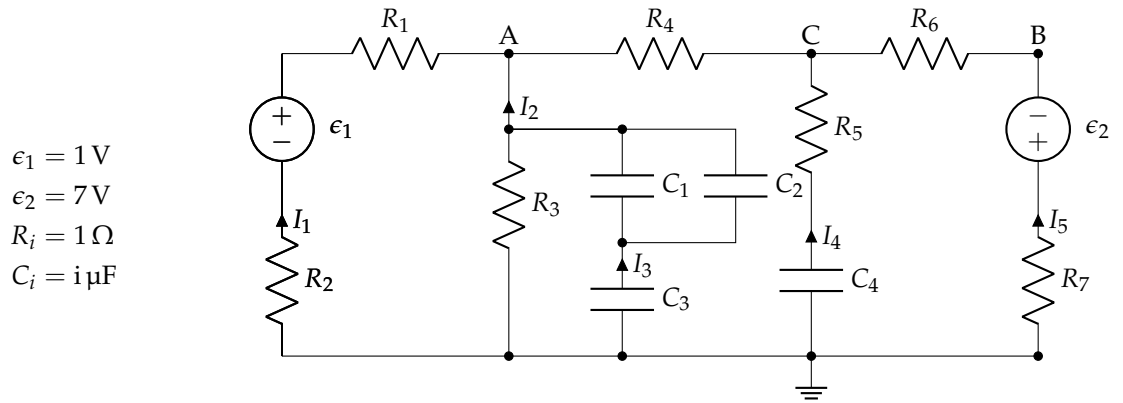 R₁
A
R₄
C
R₆
B
I₂
+
−
ϵ₁
R₅
−
+
ϵ₂
ϵ₁ = 1 V
ϵ₂ = 7 V
Rᵢ = 1 Ω
Cᵢ = i µF
R₃
C₁
C₂
I₁
I₃
I₄
I₅
R₂
C₃
C₄
R₇